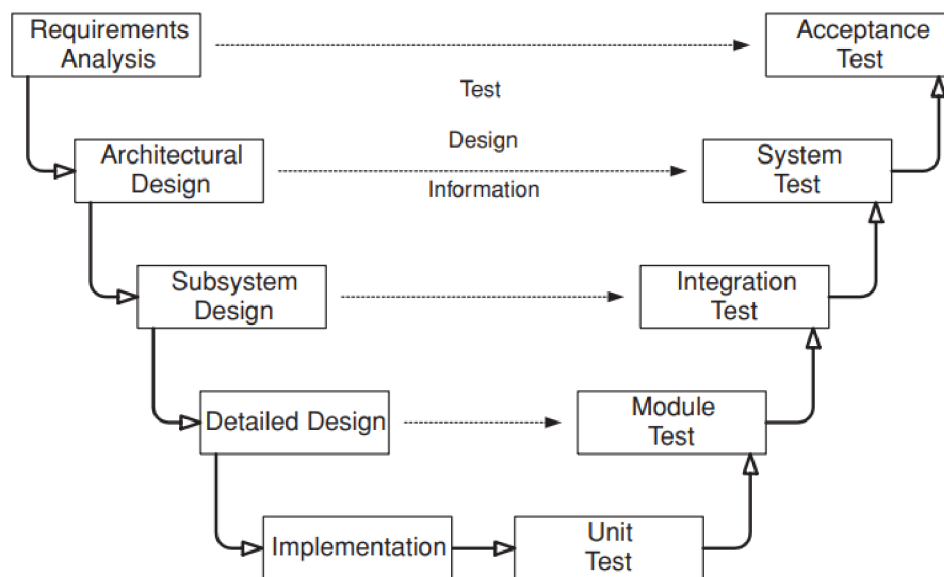 Requirements
Analysis
Acceptance
Test
Test
Design
Information
Architectural
Design
System
Test
Subsystem
Design
Integration
Test
Detailed Design
Module
Test
Implementation
Unit
Test